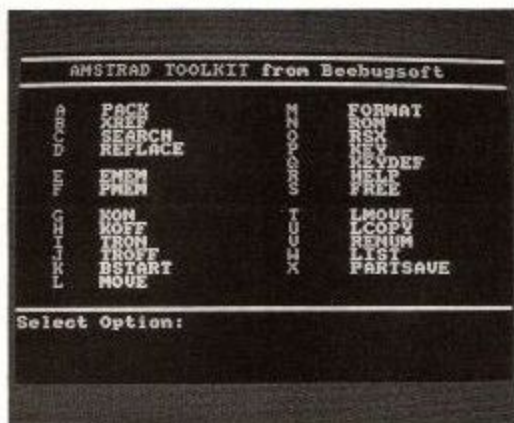 AMSTRAD TOOLKIT from Beebugsoft
A PACK
B XREF
C SEARCH
D REPLACE
E EMEM
F PMEM
G KON
H KOFF
I TRON
J TROFF
K BSTART
L MOVE
M FORMAT
N ROM
O RSX
P KEY
Q KEYDEF
R HELP
S FREE
T LMOVE
U LCOPY
V RENUM
W LIST
X PARTSAVE
Select Option: